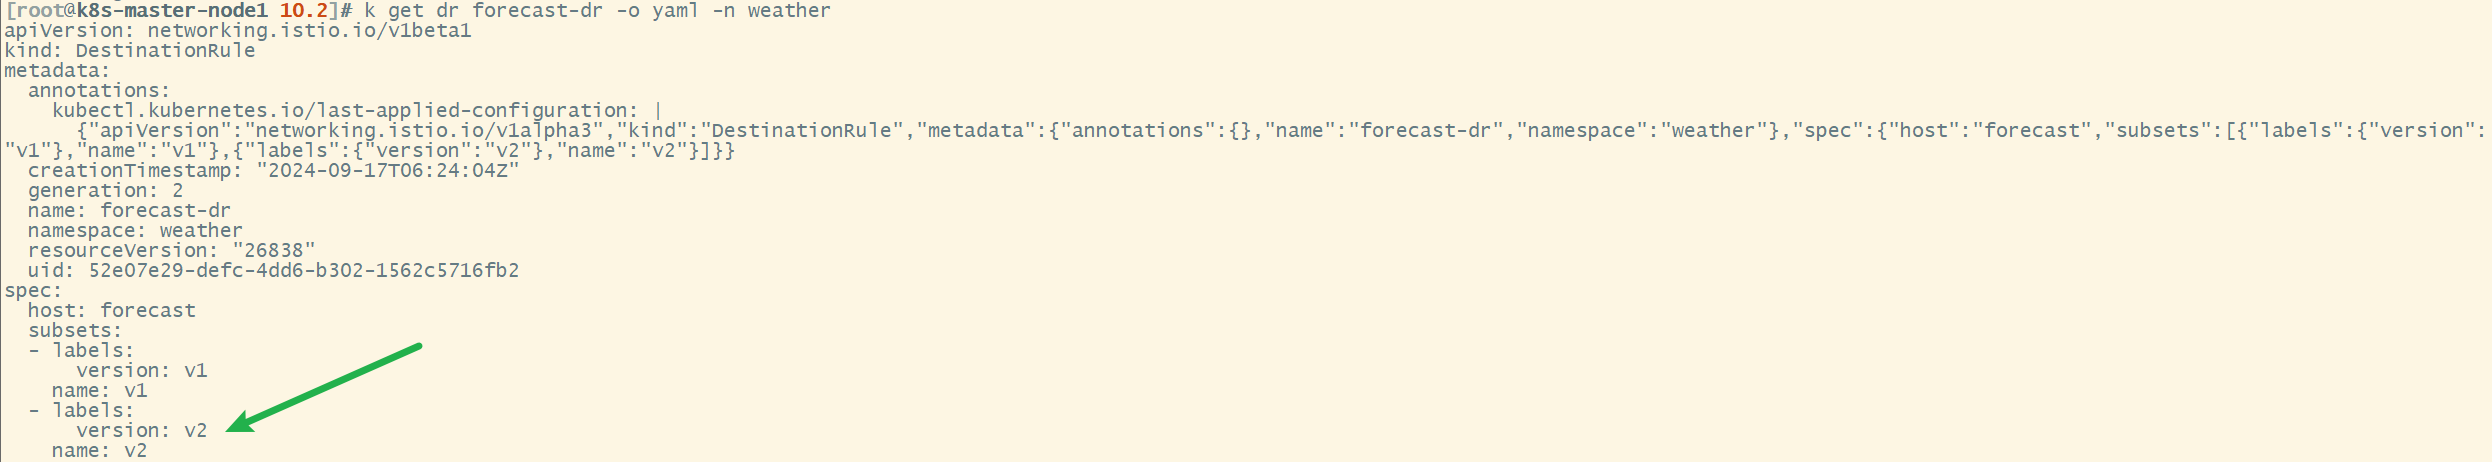 [root@k8s-master-node1 10.2]# k get dr forecast-dr -o yaml -n weather
apiVersion: networking.istio.io/v1beta1
kind: DestinationRule
metadata:
  annotations:
    kubectl.kubernetes.io/last-applied-configuration: |
      {"apiVersion":"networking.istio.io/v1alpha3","kind":"DestinationRule","metadata":{"annotations":{},"name":"forecast-dr","namespace":"weather"},"spec":{"host":"forecast","subsets":[{"labels":{"version":
"v1"},"name":"v1"},{"labels":{"version":"v2"},"name":"v2"}]}}
  creationTimestamp: "2024-09-17T06:24:04Z"
  generation: 2
  name: forecast-dr
  namespace: weather
  resourceVersion: "26838"
  uid: 52e07e29-defc-4dd6-b302-1562c5716fb2
spec:
  host: forecast
  subsets:
  - labels:
      version: v1
    name: v1
  - labels:
      version: v2
    name: v2